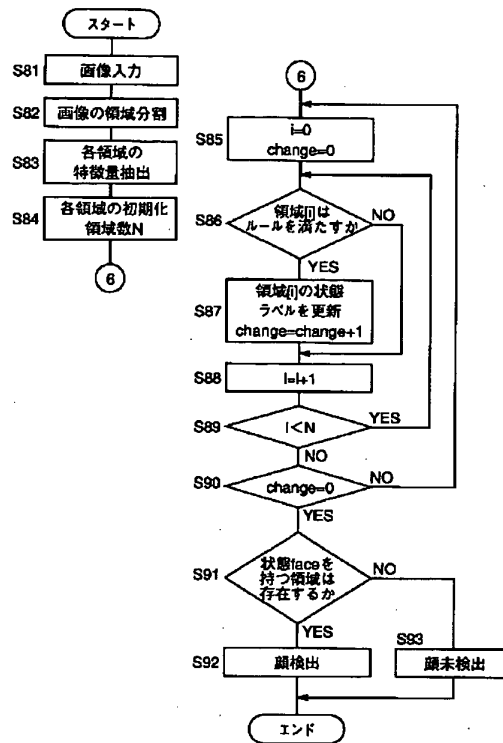 スタート
S81
画像入力
S82
画像の領域分割
S83
各領域の
特徴量抽出
S84
各領域の初期化
領域数N
6
6
S85
i=0
change=0
S86
領域[i]は
ルールを満たすか
NO
YES
S87
領域[i]の状態
ラベルを更新
change=change+1
S88
i=i+1
S89
i<N
YES
NO
S90
change=0
NO
YES
S91
状態faceを
持つ領域は
存在するか
NO
YES
S92
顔検出
S93
顔未検出
エンド